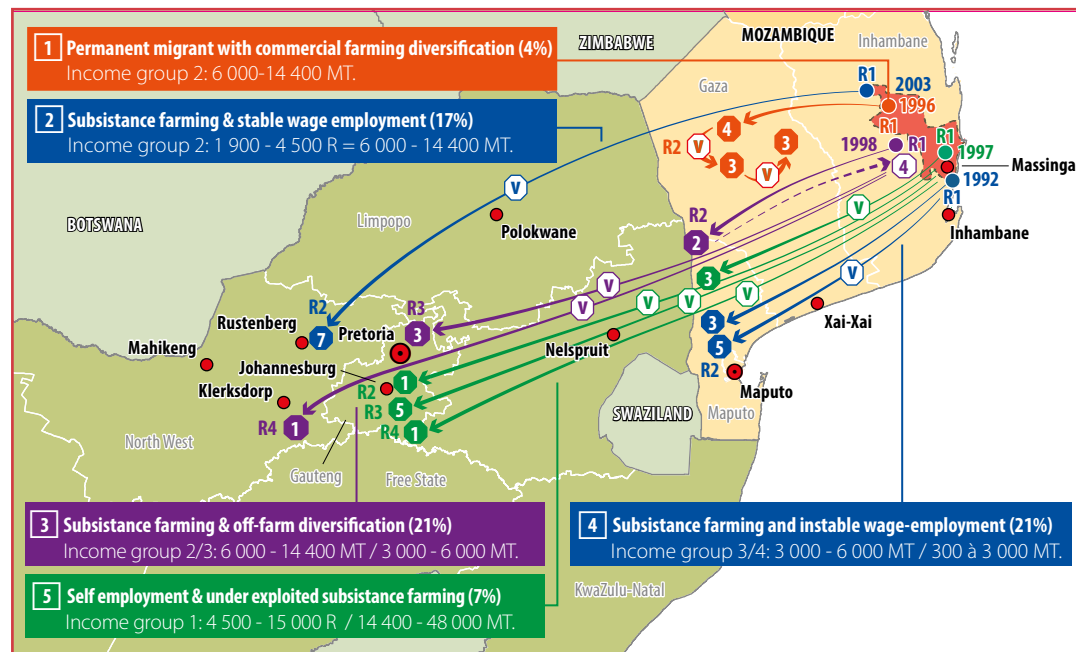 1 Permanent migrant with commercial farming diversification (4%)
Income group 2: 6 000-14 400 MT.
2 Subsistance farming & stable wage employment (17%)
Income group 2: 1 900 - 4 500 R = 6 000 - 14 400 MT.
ZIMBABWE
MOZAMBIQUE
Inhambane
Gaza
R1
2003
1996
R1
4
R2
V
3
3
V
1998
R1
R1
1997
4
Massinga
1992
R1
Inhambane
BOTSWANA
Limpopo
V
Polokwane
R2
2
V
3
V
V
V
V
V
V
3
5
R2
Xai-Xai
Maputo
Maputo
R2
7
Rustenberg
R3
3
Pretoria
Mahikeng
Johannesburg
Nelspruit
Klerksdorp
R2
1
R3
5
R4
1
R4
1
SWAZILAND
North West
Gauteng
Free State
3 Subsistance farming & off-farm diversification (21%)
Income group 2/3: 6 000 - 14 400 MT / 3 000 - 6 000 MT.
4 Subsistance farming and instable wage-employment (21%)
Income group 3/4: 3 000 - 6 000 MT / 300 à 3 000 MT.
5 Self employment & under exploited subsistance farming (7%)
Income group 1: 4 500 - 15 000 R / 14 400 - 48 000 MT.
KwaZulu-Natal